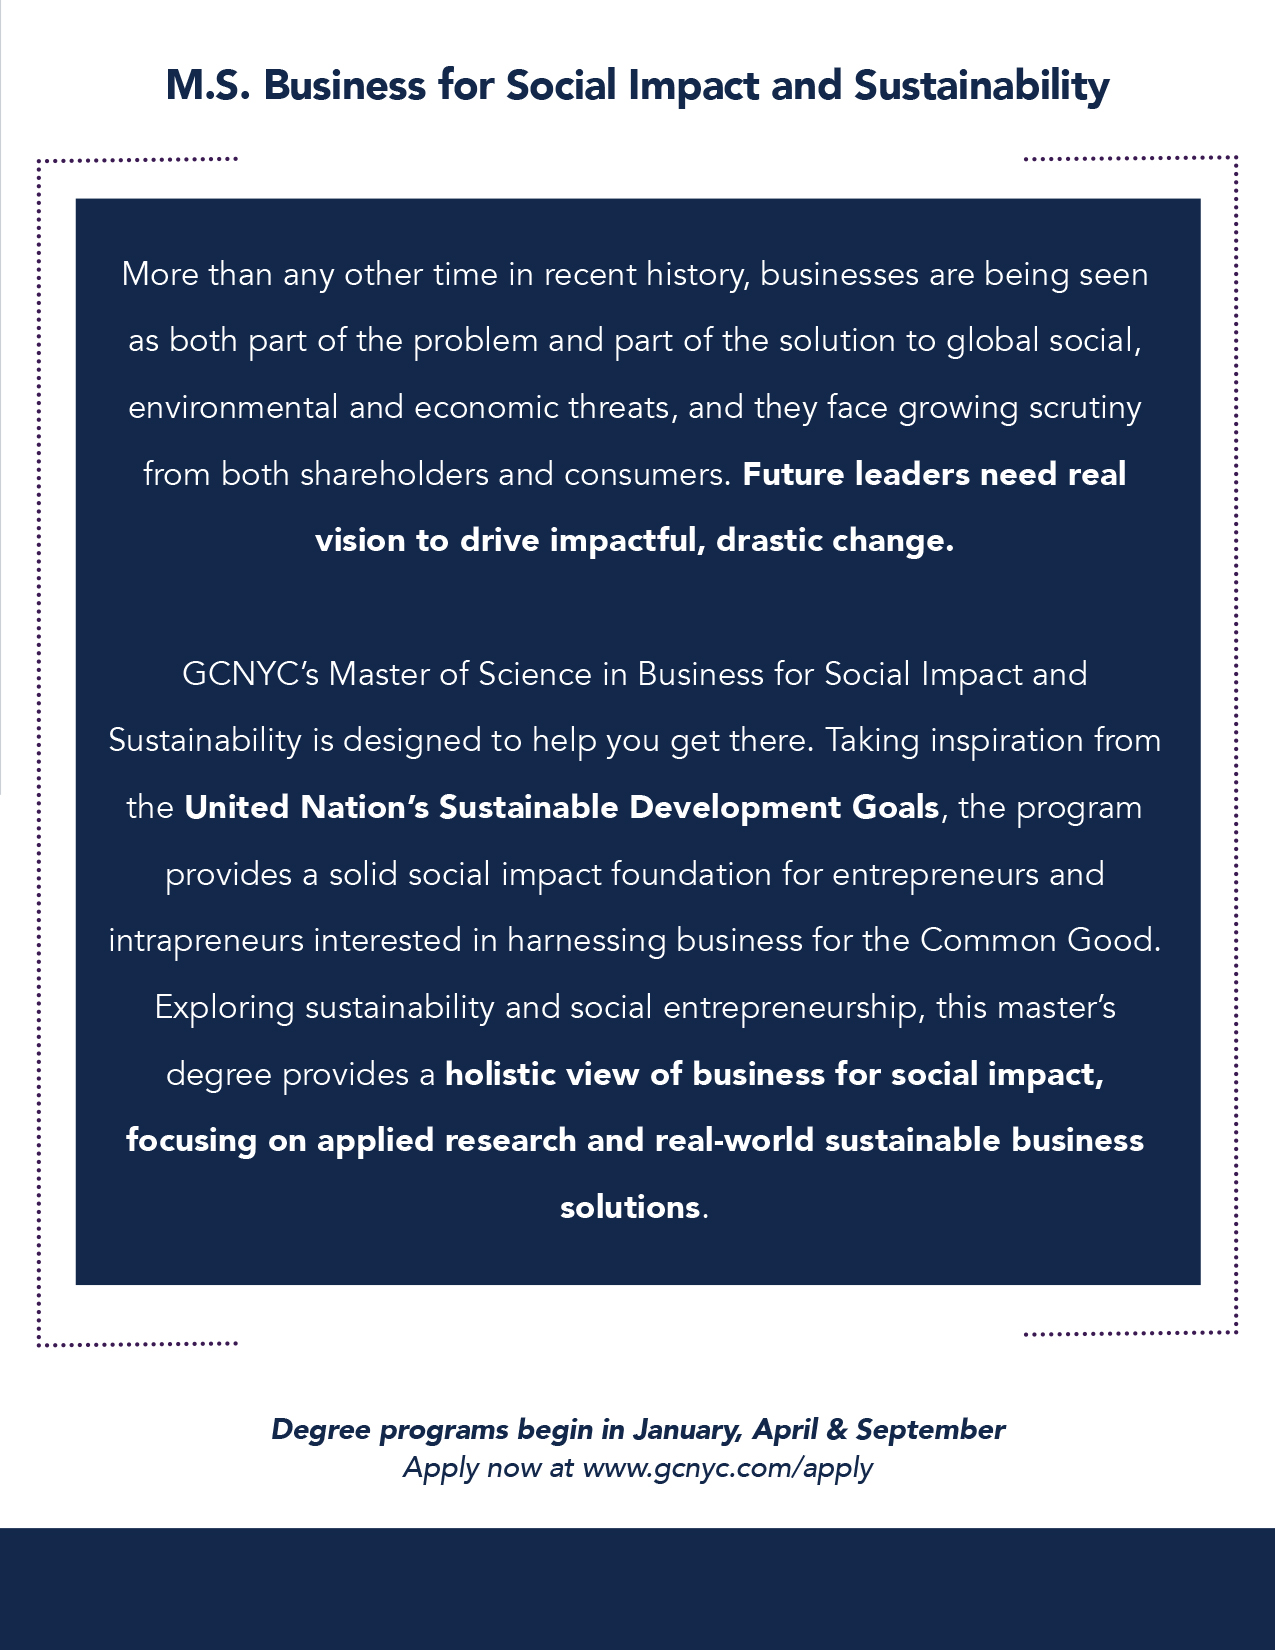 M.S. Business for Social Impact and Sustainability
More than any other time in recent history, businesses are being seen
as both part of the problem and part of the solution to global social,
environmental and economic threats, and they face growing scrutiny
from both shareholders and consumers. Future leaders need real
vision to drive impactful, drastic change.
GCNYC’s Master of Science in Business for Social Impact and
Sustainability is designed to help you get there. Taking inspiration from
the United Nation’s Sustainable Development Goals, the program
provides a solid social impact foundation for entrepreneurs and
intrapreneurs interested in harnessing business for the Common Good.
Exploring sustainability and social entrepreneurship, this master’s
degree provides a holistic view of business for social impact,
focusing on applied research and real-world sustainable business
solutions.
Degree programs begin in January, April & September
Apply now at www.gcnyc.com/apply